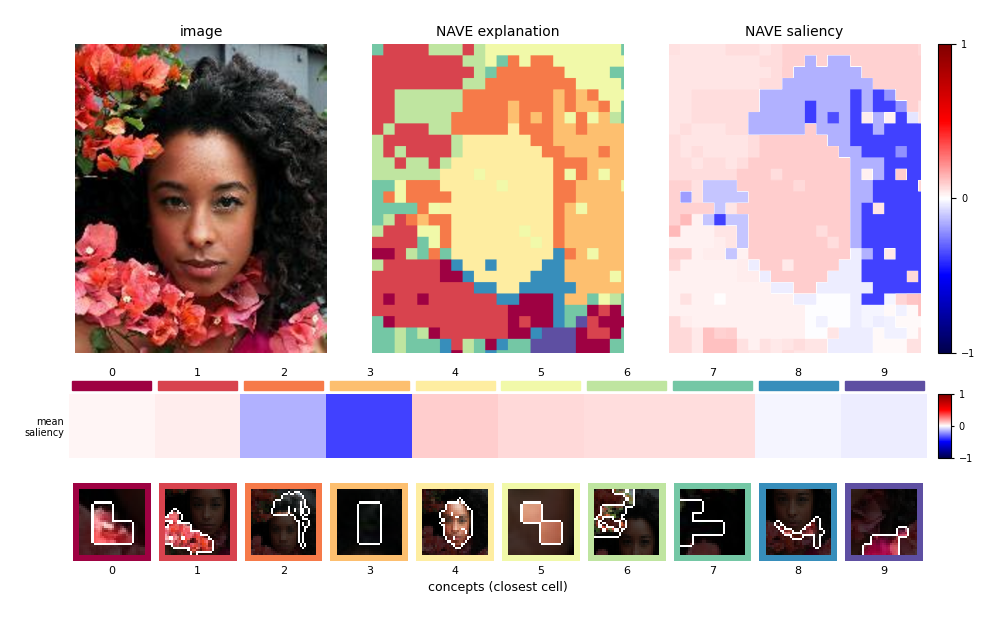 image NAVE explanation NAVE saliency
1
0
−1
0 1 2 3 4 5 6 7 8 9
mean
saliency
1
0
−1
0 1 2 3 4 5 6 7 8 9
concepts (closest cell)